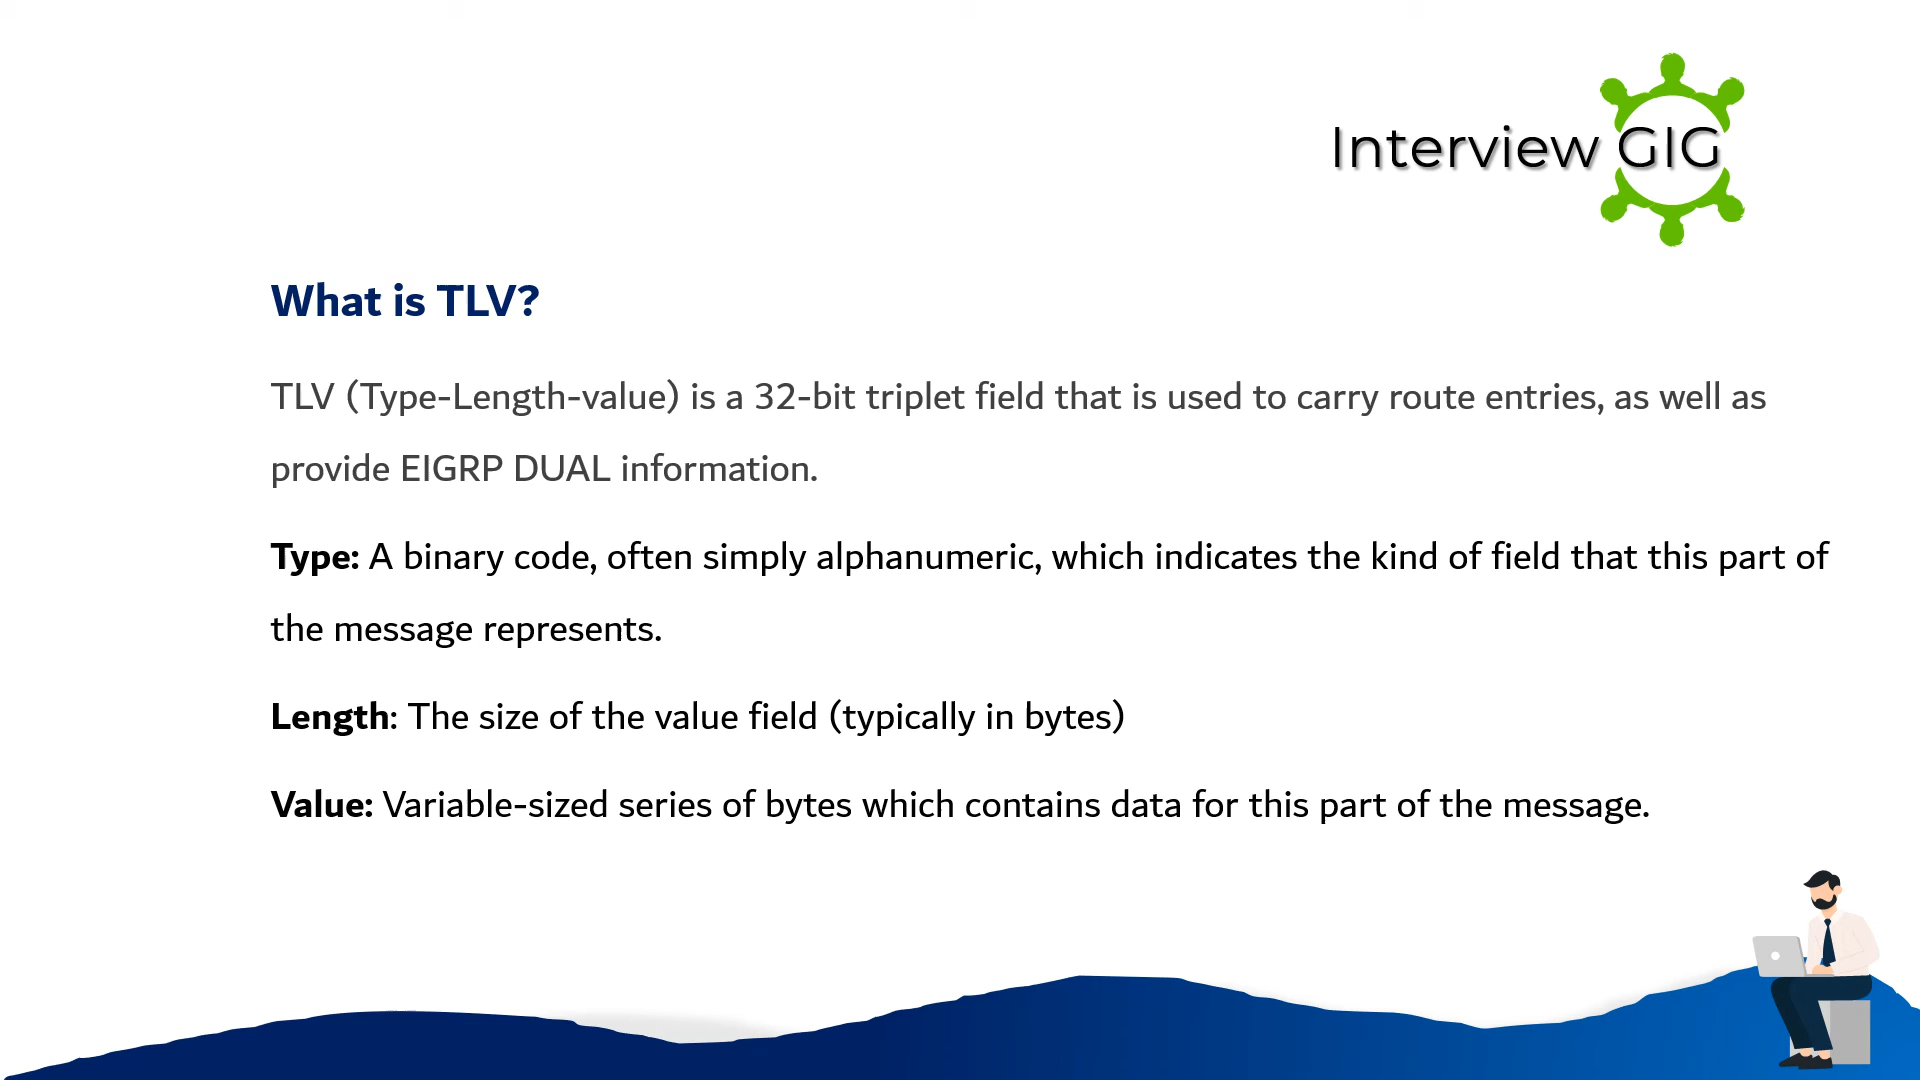 Interview GIG
What is TLV?
TLV (Type-Length-value) is a 32-bit triplet field that is used to carry route entries, as well as
provide EIGRP DUAL information.
Type: A binary code, often simply alphanumeric, which indicates the kind of field that this part of
the message represents.
Length: The size of the value field (typically in bytes)
Value: Variable-sized series of bytes which contains data for this part of the message.